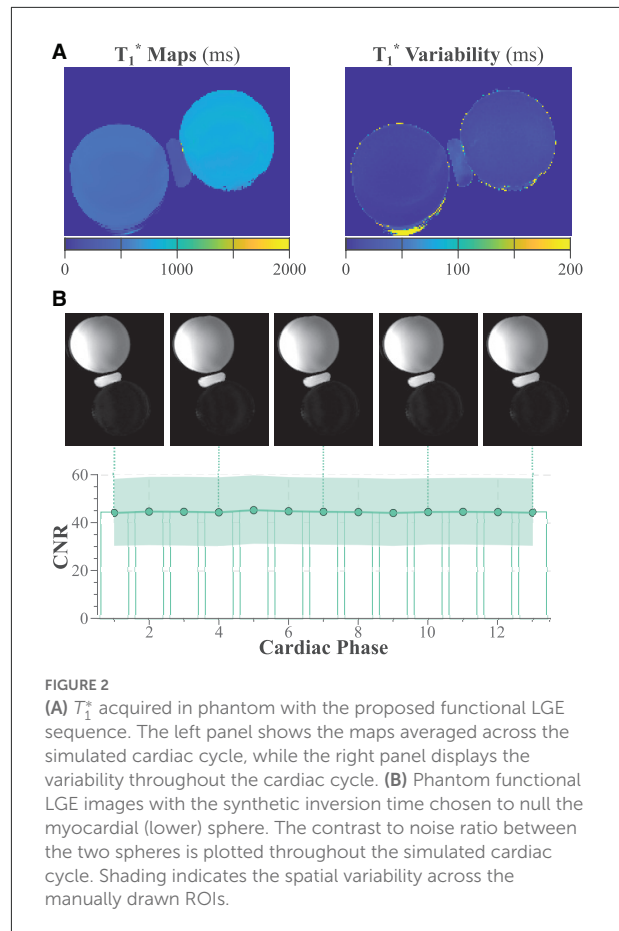 A
T₁* Maps (ms)
T₁* Variability (ms)
0 1000 2000
0 100 200
B
60
40
20
0
CNR
2 4 6 8 10 12
Cardiac Phase
FIGURE 2
(A) T₁* acquired in phantom with the proposed functional LGE
sequence. The left panel shows the maps averaged across the
simulated cardiac cycle, while the right panel displays the
variability throughout the cardiac cycle. (B) Phantom functional
LGE images with the synthetic inversion time chosen to null the
myocardial (lower) sphere. The contrast to noise ratio between
the two spheres is plotted throughout the simulated cardiac
cycle. Shading indicates the spatial variability across the
manually drawn ROIs.